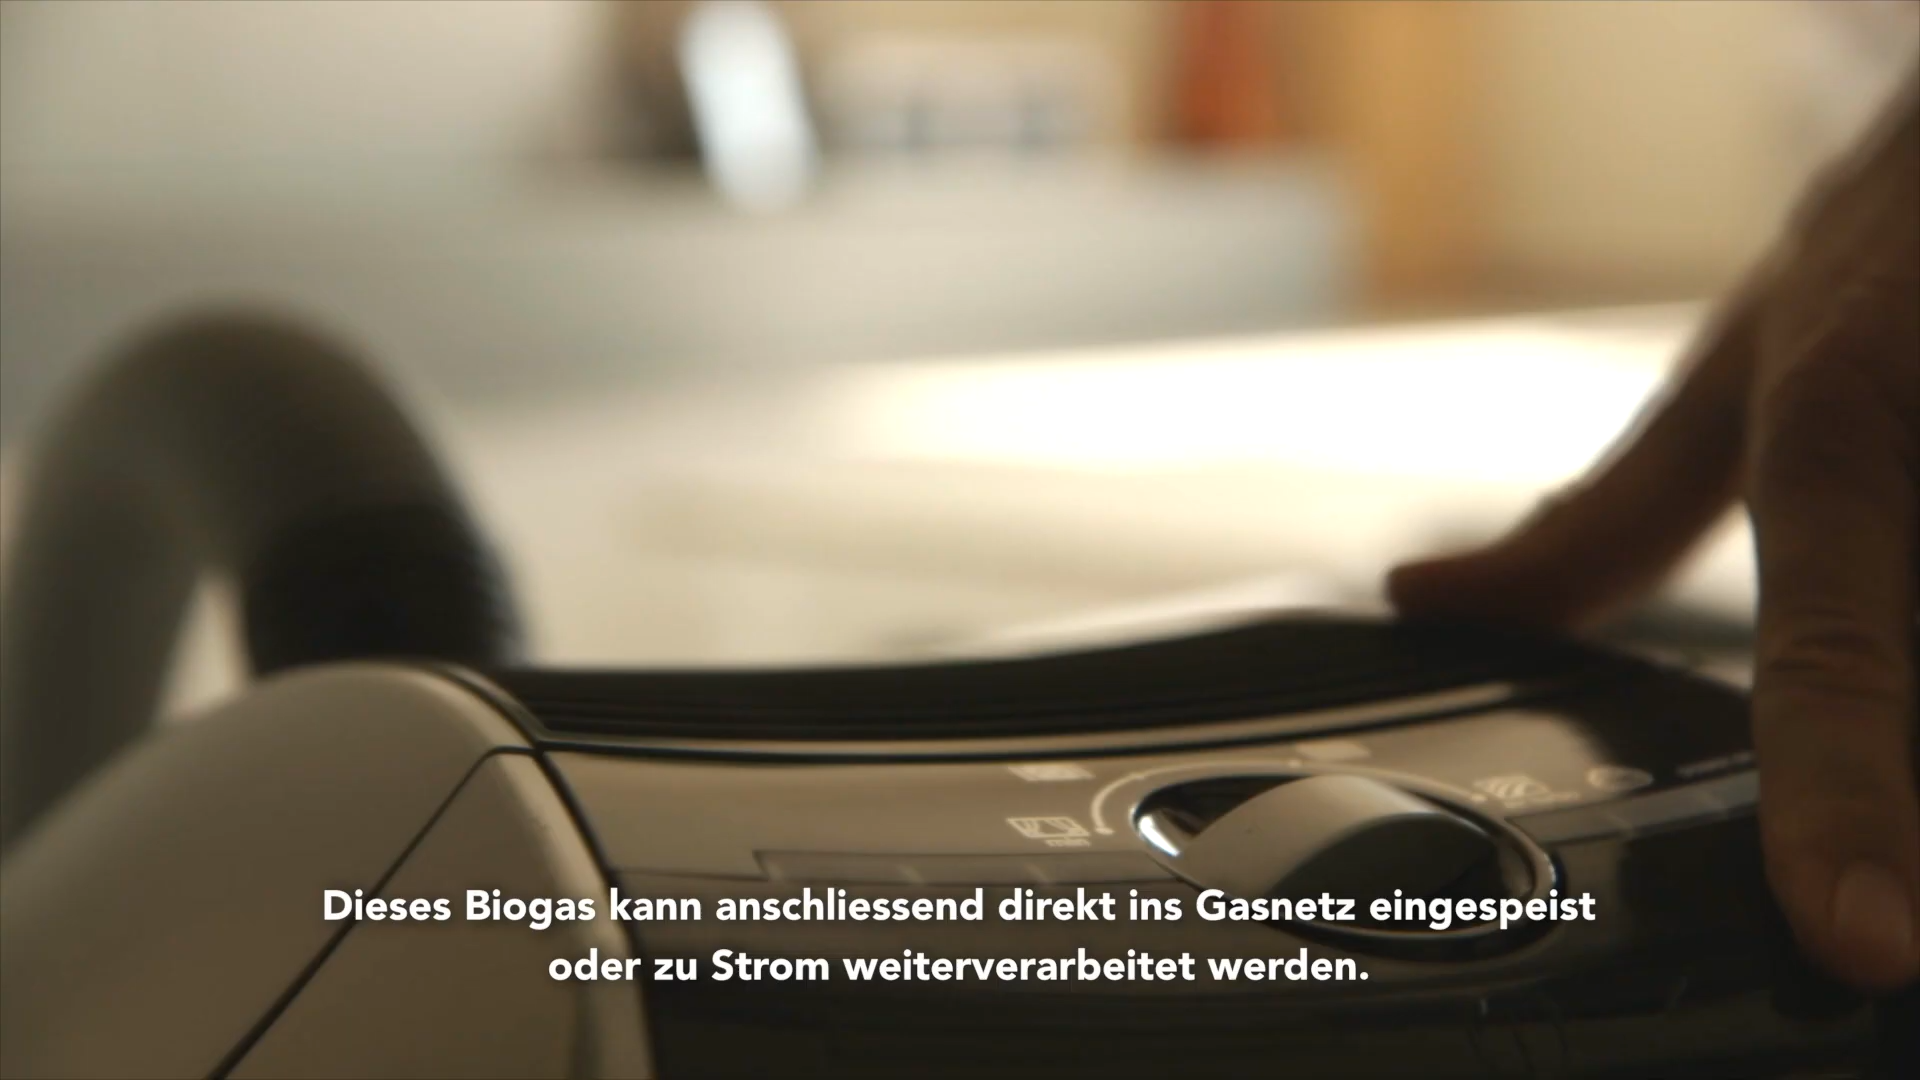 Dieses Biogas kann anschliessend direkt ins Gasnetz eingespeist
oder zu Strom weiterverarbeitet werden.